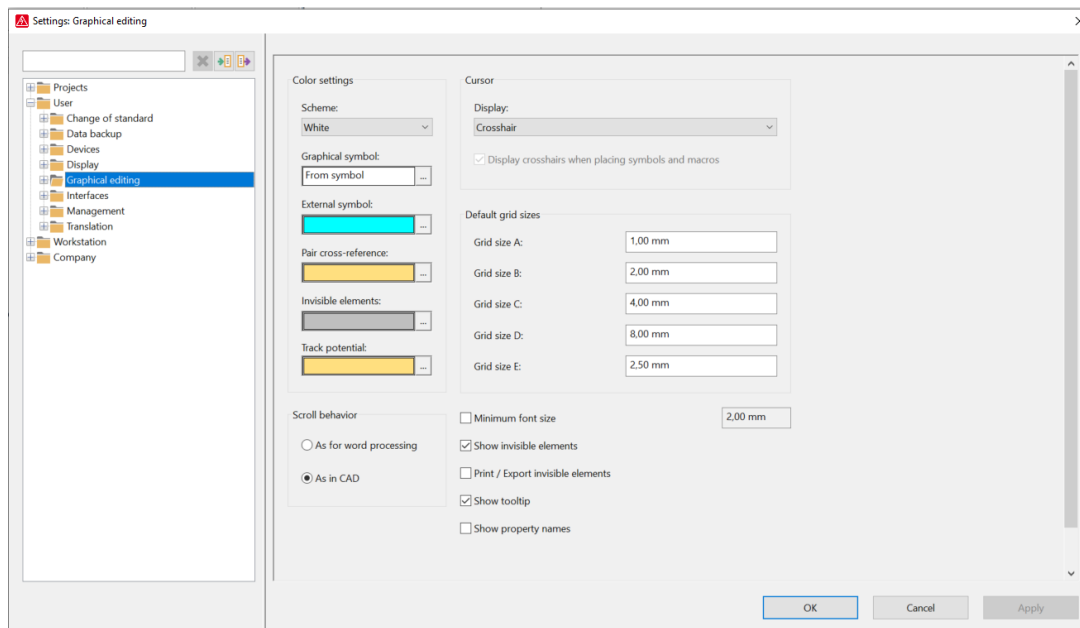 Settings: Graphical editing
Projects
User
Change of standard
Data backup
Devices
Display
Graphical editing
Interfaces
Management
Translation
Workstation
Company
Color settings
Scheme:
White
Graphical symbol:
From symbol
...
External symbol:
...
Pair cross-reference:
...
Invisible elements:
...
Track potential:
...
Scroll behavior
As for word processing
As in CAD
Cursor
Display:
Crosshair
Display crosshairs when placing symbols and macros
Default grid sizes
Grid size A: 1,00 mm
Grid size B: 2,00 mm
Grid size C: 4,00 mm
Grid size D: 8,00 mm
Grid size E: 2,50 mm
Minimum font size 2,00 mm
Show invisible elements
Print / Export invisible elements
Show tooltip
Show property names
OK Cancel Apply